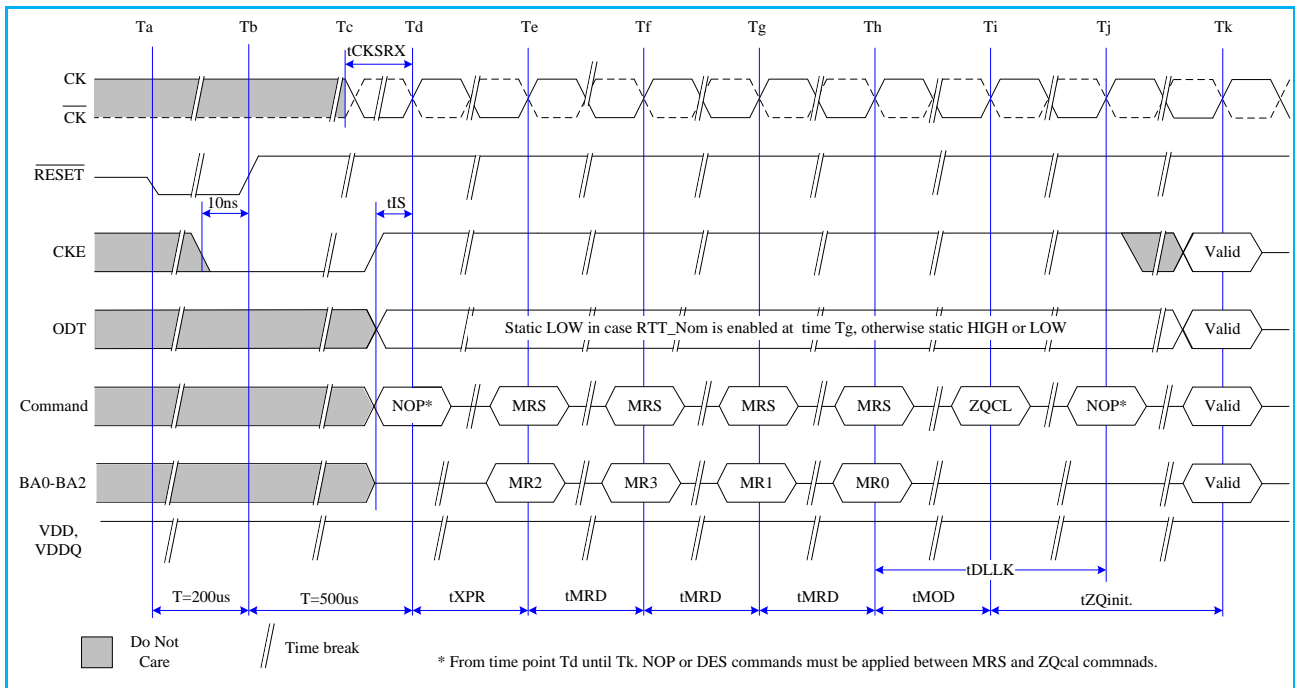 Ta Tb Tc Td Te Tf Tg Th Ti Tj Tk
tCKSRX
CK
CK
RESET
10ns
tIS
CKE
Valid
ODT
Static LOW in case RTT_Nom is enabled at time Tg, otherwise static HIGH or LOW
Valid
Command
NOP* MRS MRS MRS MRS ZQCL NOP* Valid
BA0-BA2
MR2 MR3 MR1 MR0 Valid
VDD,
VDDQ
tDLLK
T=200us T=500us tXPR tMRD tMRD tMRD tMOD tZQinit.
Do Not
Care
Time break
* From time point Td until Tk. NOP or DES commands must be applied between MRS and ZQcal commnads.